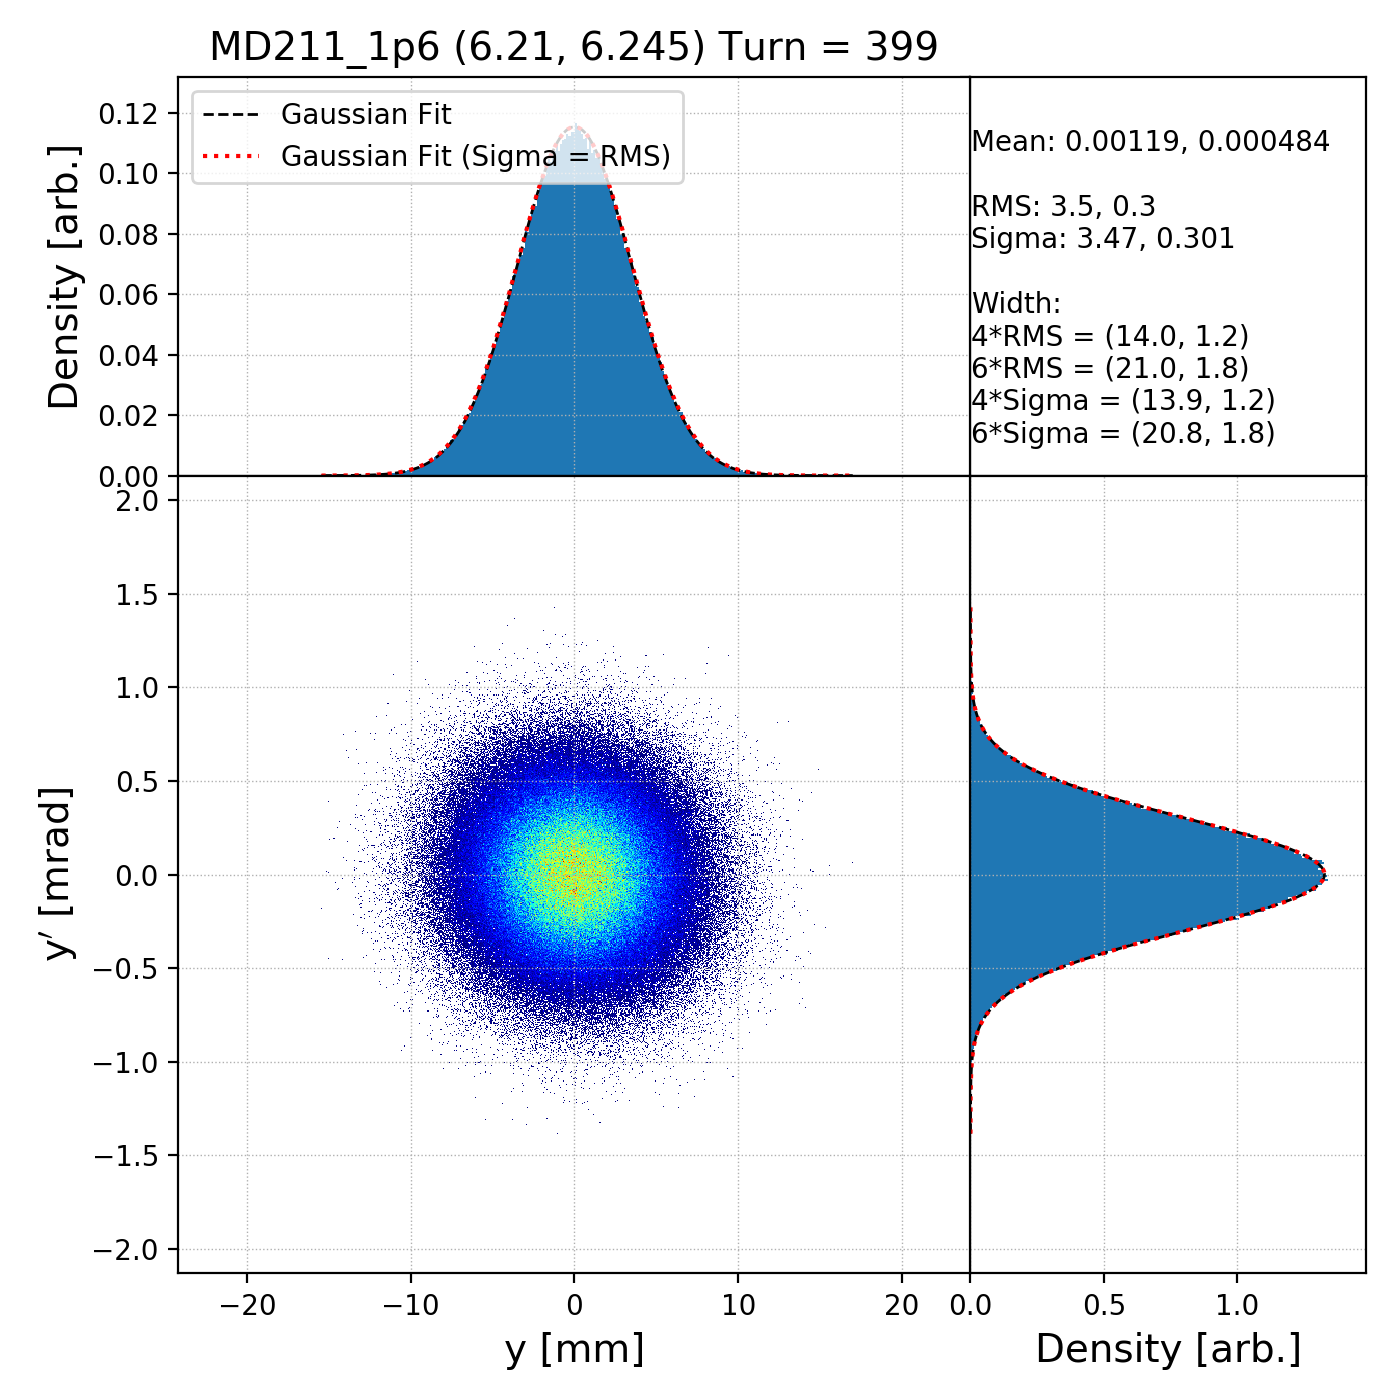 MD211_1p6 (6.21, 6.245) Turn = 399
Gaussian Fit
Gaussian Fit (Sigma = RMS)
Density [arb.]
0.12
0.10
0.08
0.06
0.04
0.02
0.00
Mean: 0.00119, 0.000484
RMS: 3.5, 0.3
Sigma: 3.47, 0.301
Width:
4*RMS = (14.0, 1.2)
6*RMS = (21.0, 1.8)
4*Sigma = (13.9, 1.2)
6*Sigma = (20.8, 1.8)
y′ [mrad]
2.0
1.5
1.0
0.5
0.0
−0.5
−1.0
−1.5
−2.0
−20 −10 0 10 20
y [mm]
0.0 0.5 1.0
Density [arb.]